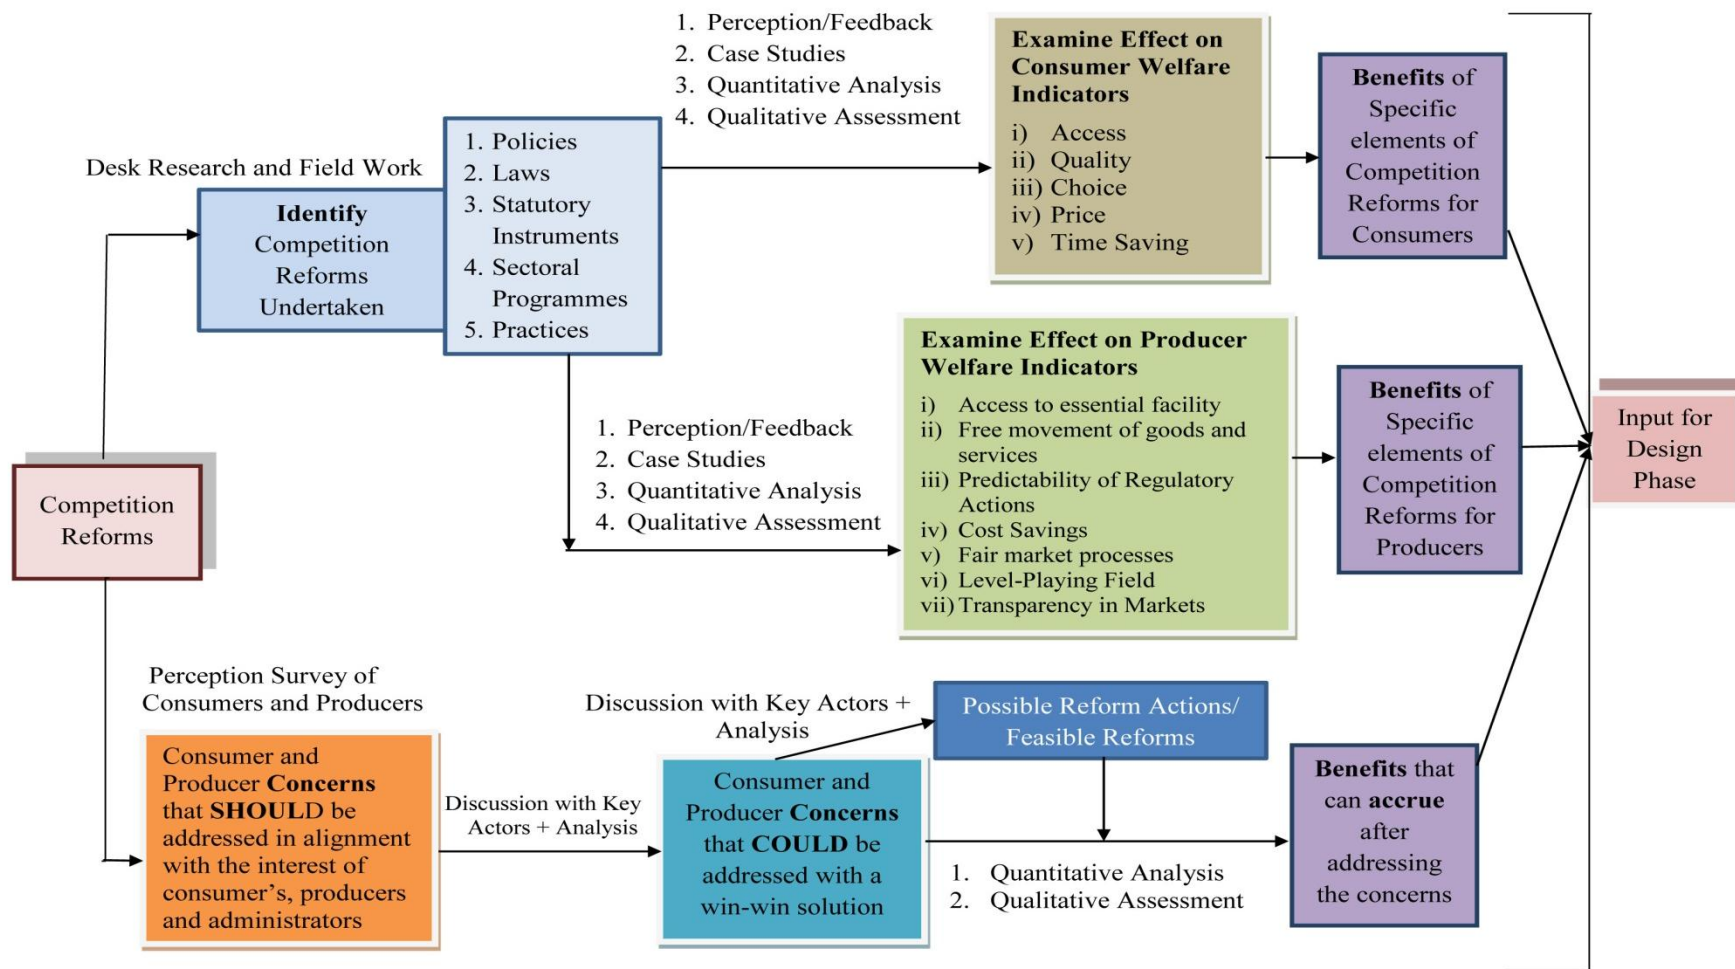 1. Perception/Feedback
2. Case Studies
3. Quantitative Analysis
4. Qualitative Assessment
Examine Effect on
Consumer Welfare
Indicators
i) Access
ii) Quality
iii) Choice
iv) Price
v) Time Saving
Benefits of
Specific
elements of
Competition
Reforms for
Consumers
Desk Research and Field Work
Identify
Competition
Reforms
Undertaken
1. Policies
2. Laws
3. Statutory
Instruments
4. Sectoral
Programmes
5. Practices
Examine Effect on Producer
Welfare Indicators
i) Access to essential facility
ii) Free movement of goods and
services
iii) Predictability of Regulatory
Actions
iv) Cost Savings
v) Fair market processes
vi) Level-Playing Field
vii) Transparency in Markets
Benefits of
Specific
elements of
Competition
Reforms for
Producers
Input for
Design
Phase
1. Perception/Feedback
2. Case Studies
3. Quantitative Analysis
4. Qualitative Assessment
Competition
Reforms
Perception Survey of
Consumers and Producers
Consumer and
Producer Concerns
that SHOULD be
addressed in alignment
with the interest of
consumer’s, producers
and administrators
Discussion with Key
Actors + Analysis
Discussion with Key Actors +
Analysis
Consumer and
Producer Concerns
that COULD be
addressed with a
win-win solution
Possible Reform Actions/
Feasible Reforms
1. Quantitative Analysis
2. Qualitative Assessment
Benefits that
can accrue
after
addressing
the concerns